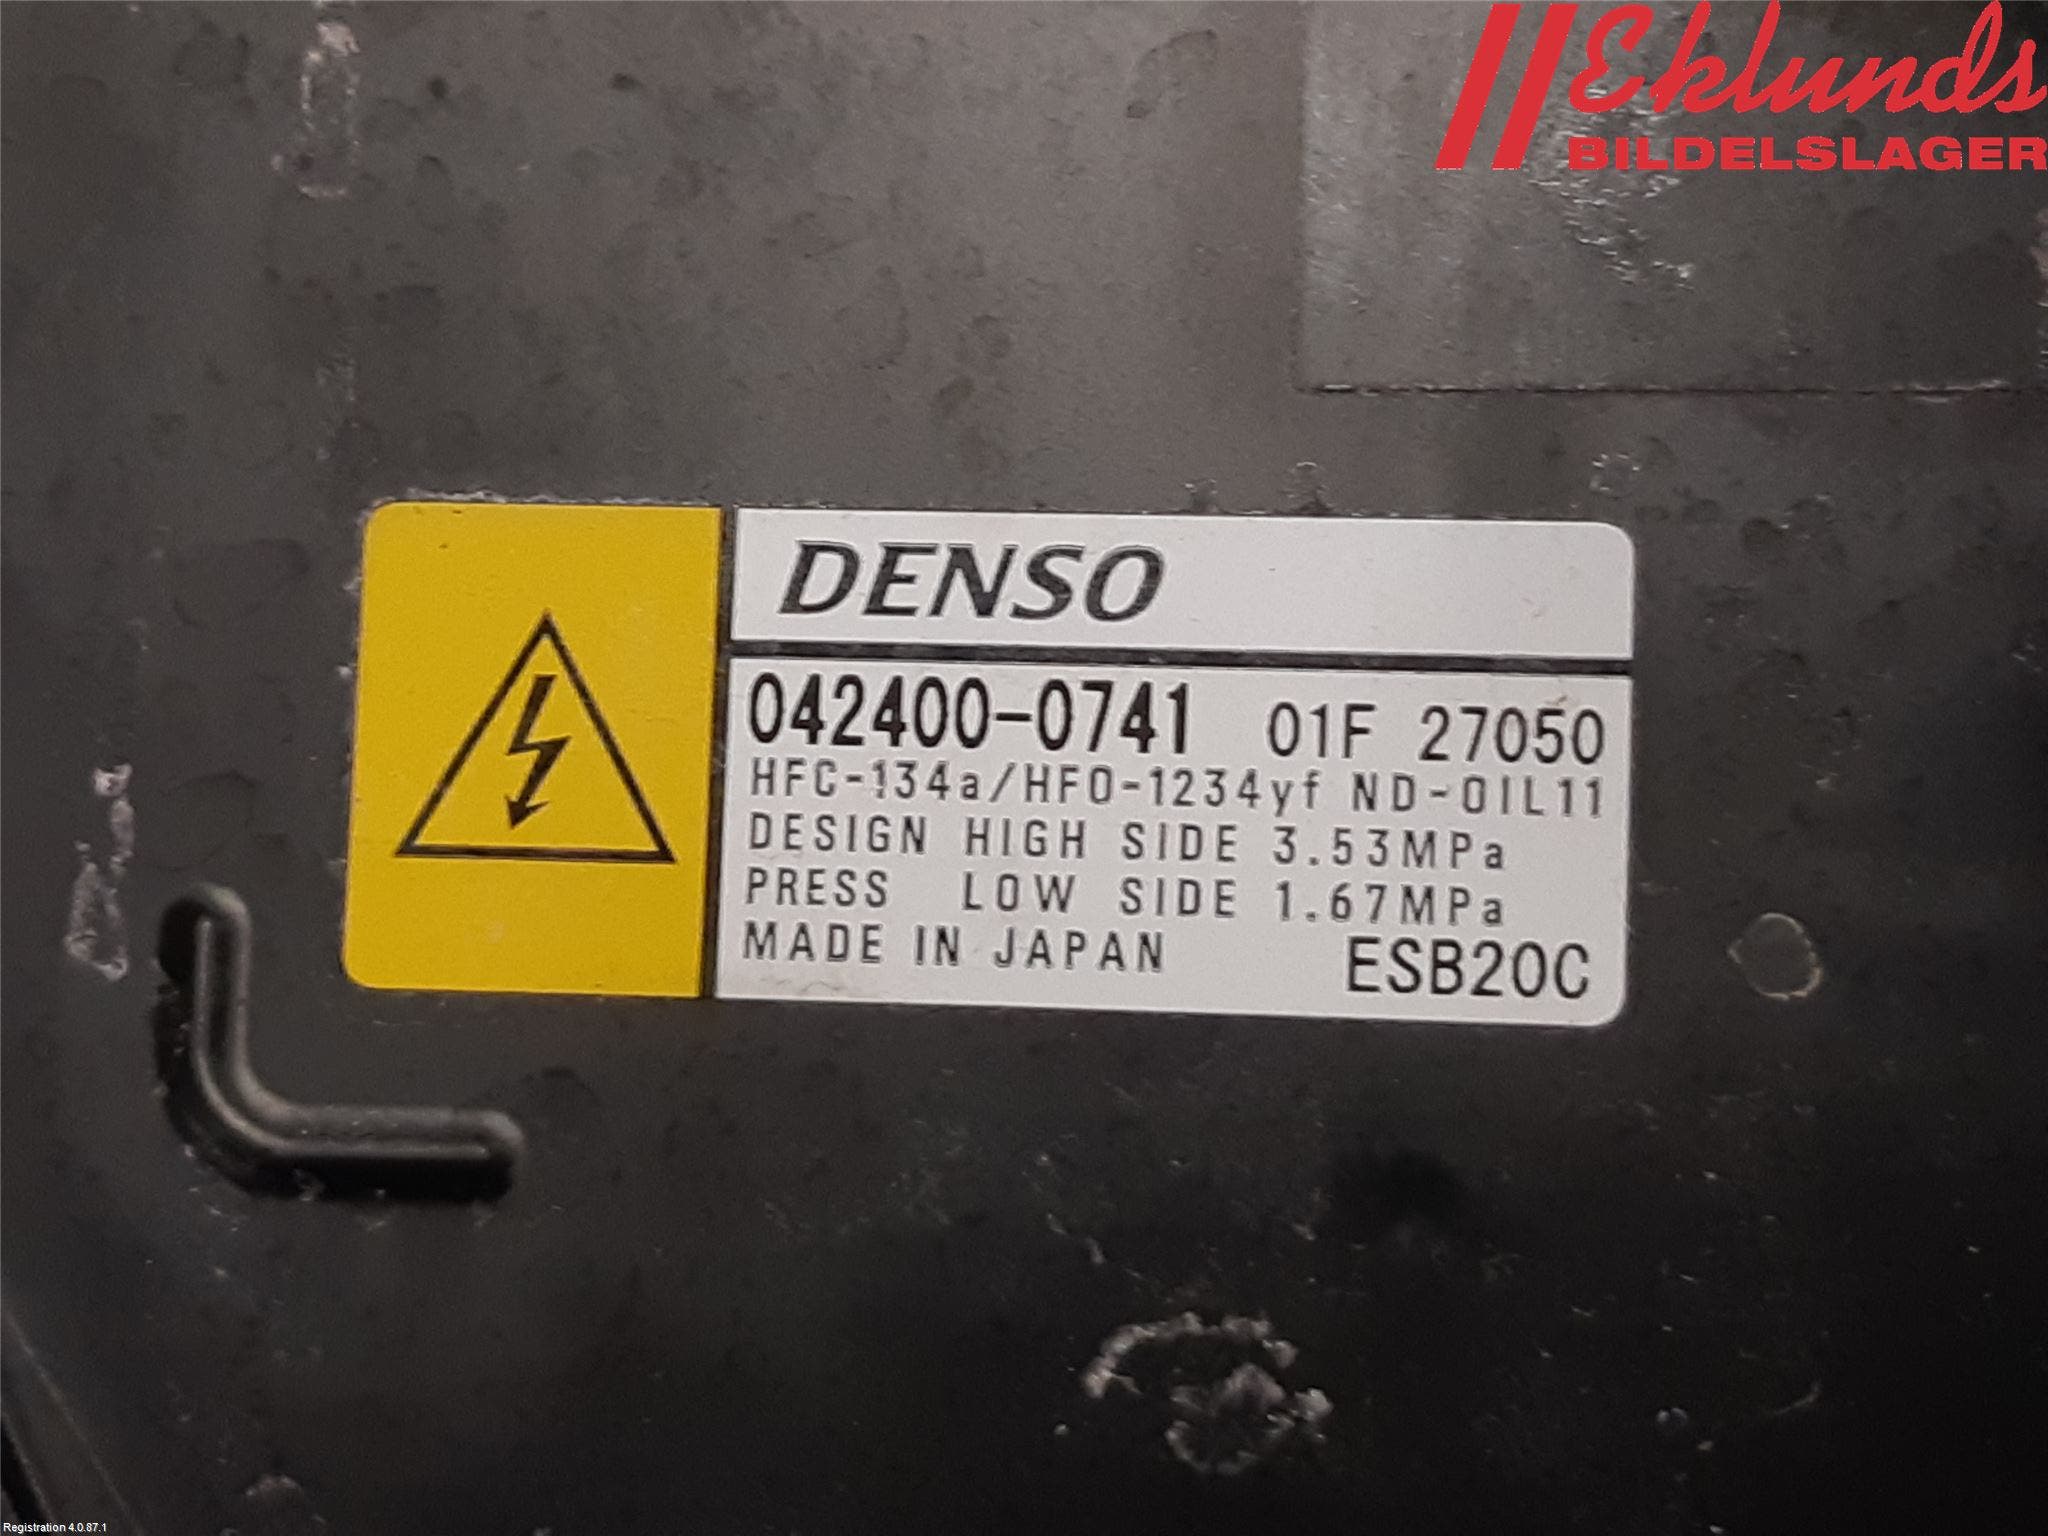 Eklunds
BILDELSLAGER
DENSO
042400-0741 01F 27050
HFC-134a/HFO-1234yf ND-OIL11
DESIGN HIGH SIDE 3.53MPa
PRESS LOW SIDE 1.67MPa
MADE IN JAPAN ESB20C
Registration 4.0.87.1